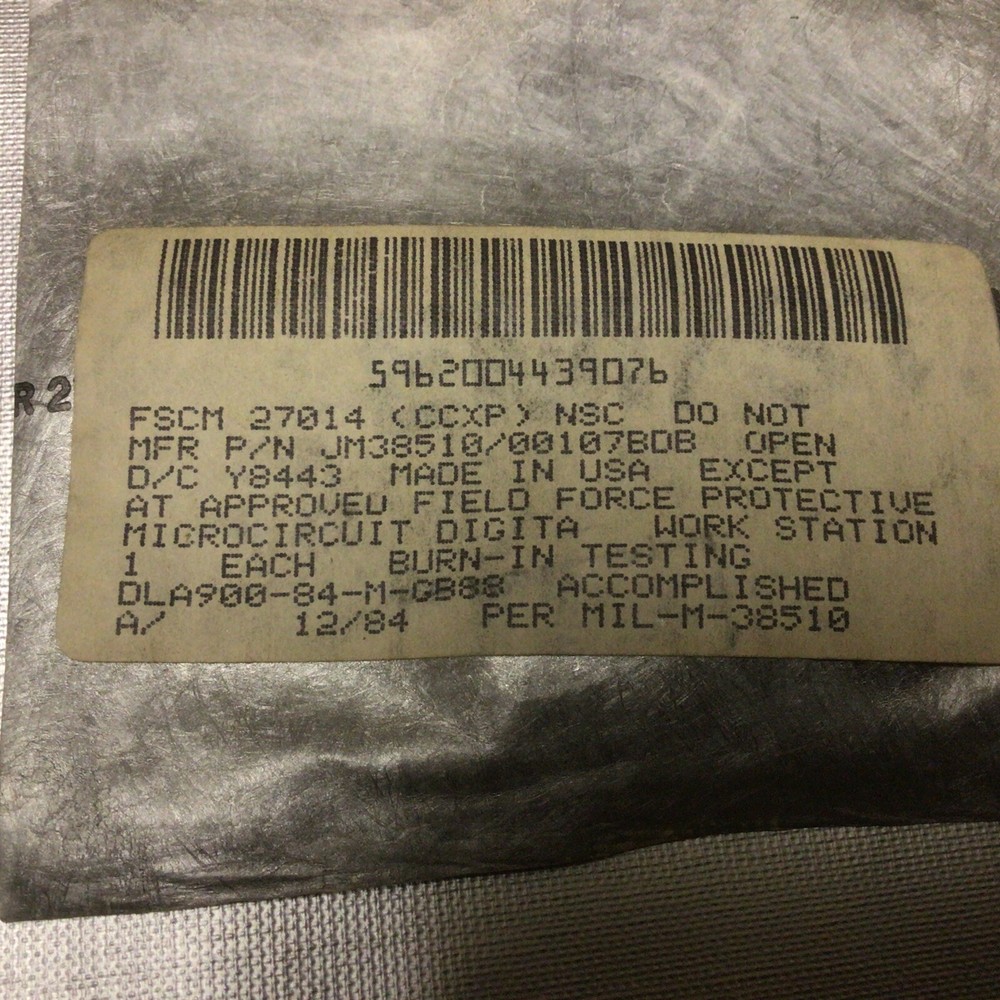 5962004439076
R 2
FSCM 27014 (CCXP) NSC DO NOT
MFR P/N JM38510/00107BDB OPEN
D/C Y8443 MADE IN USA EXCEPT
AT APPROVED FIELD FORCE PROTECTIVE
MICROCIRCUIT DIGITA WORK STATION
1 EACH BURN-IN TESTING
DLA900-84-M-GB88 ACCOMPLISHED
A/ 12/84 PER MIL-M-38510